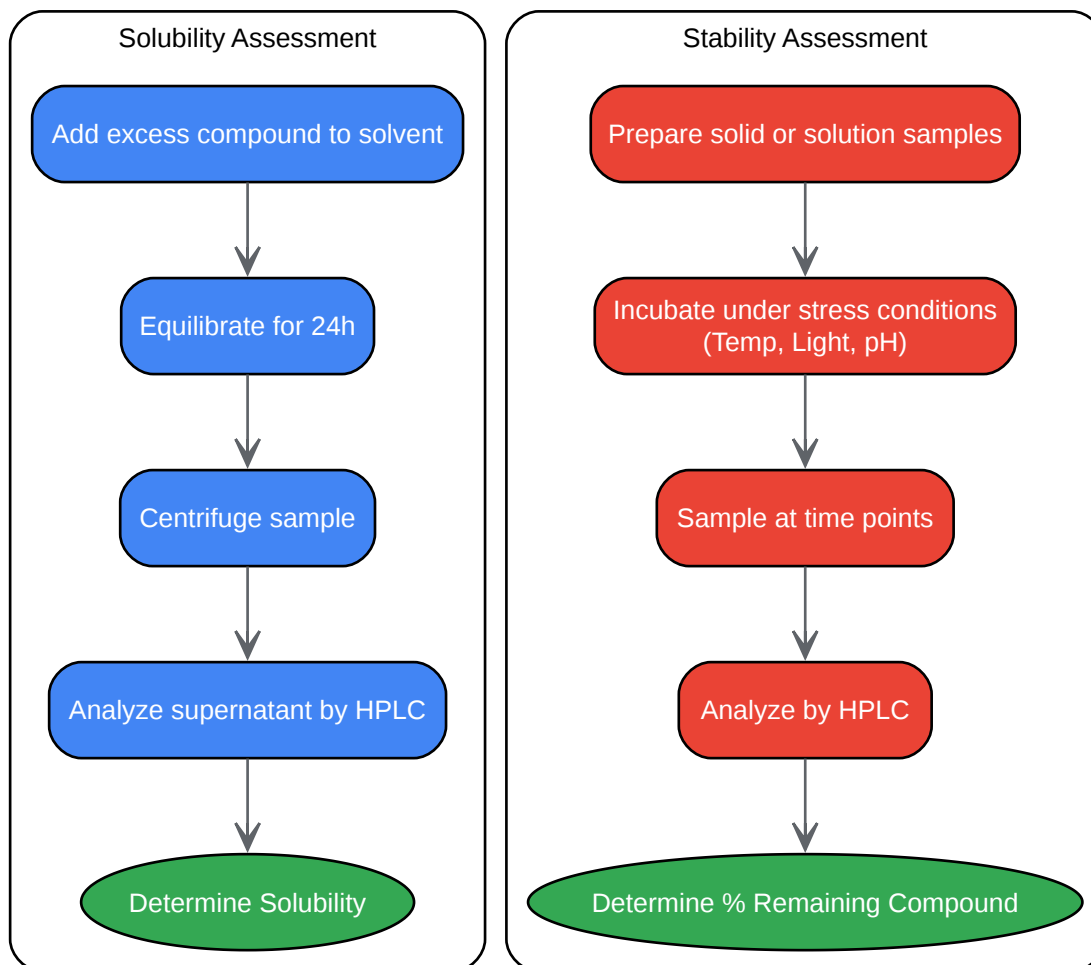 Solubility Assessment
Add excess compound to solvent
Equilibrate for 24h
Centrifuge sample
Analyze supernatant by HPLC
Determine Solubility
Stability Assessment
Prepare solid or solution samples
Incubate under stress conditions
(Temp, Light, pH)
Sample at time points
Analyze by HPLC
Determine % Remaining Compound